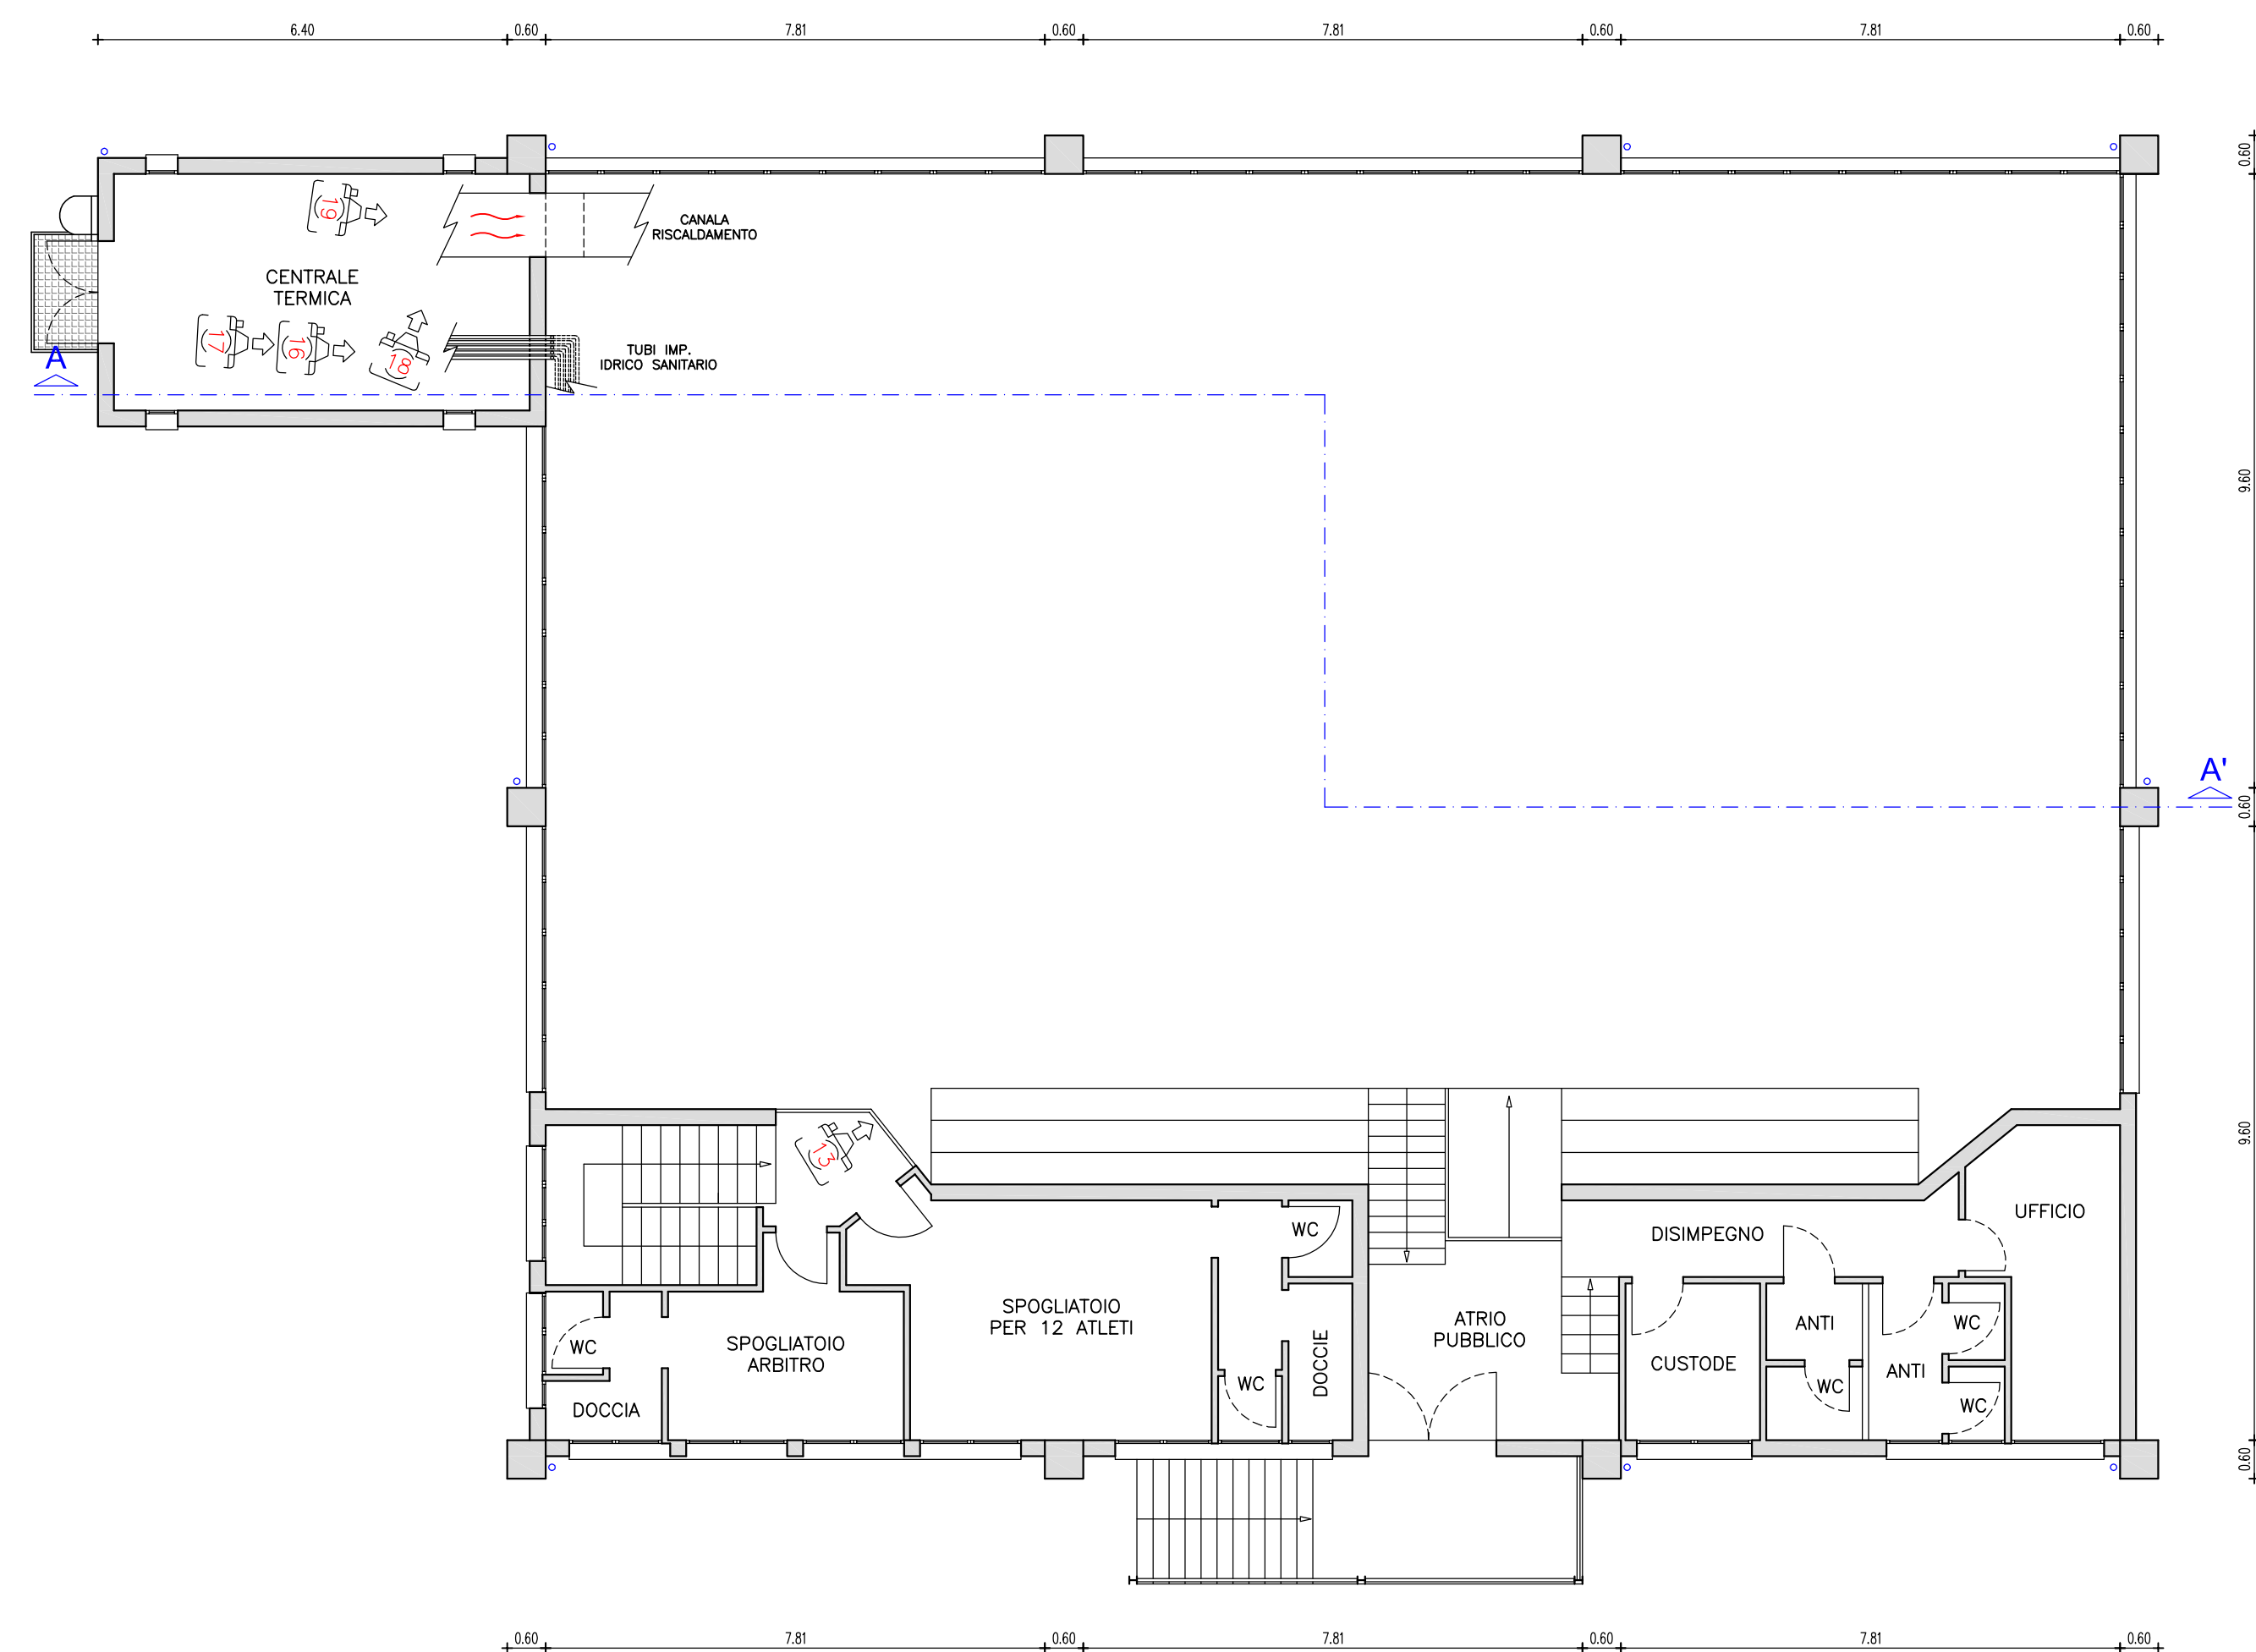 6.40 0.60 7.81 0.60 7.81 0.60 7.81 0.60
0.60
19
CANALA
RISCALDAMENTO
CENTRALE
TERMICA
17
16
18
TUBI IMP.
IDRICO SANITARIO
A
9.60
A'
0.60
13
9.60
UFFICIO
WC
DISIMPEGNO
SPOGLIATOIO
PER 12 ATLETI
ATRIO
PUBBLICO
ANTI
WC
WC
SPOGLIATOIO
ARBITRO
DOCCIE
CUSTODE
ANTI
WC
WC
WC
DOCCIA
0.60
0.60 7.81 0.60 7.81 0.60 7.81 0.60